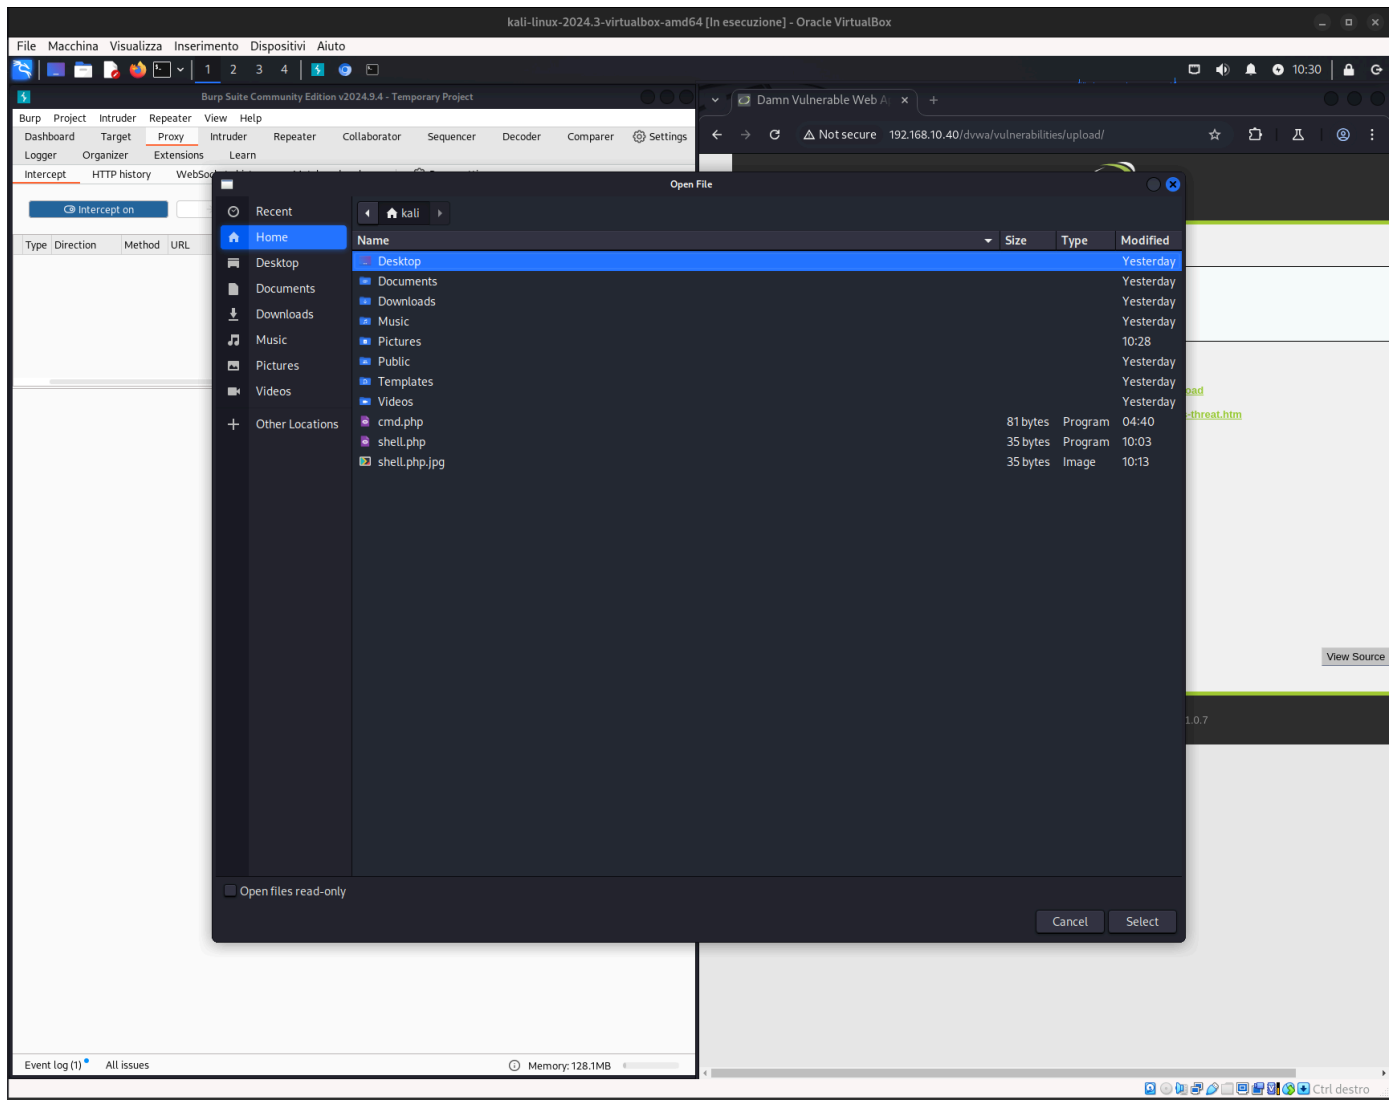 kali-linux-2024.3-virtualbox-amd64 [In esecuzione] - Oracle VirtualBox
File Macchina Visualizza Inserimento Dispositivi Aiuto
1 2 3 4 10:30
Burp Suite Community Edition v2024.9.4 - Temporary Project
Damn Vulnerable Web A
Burp Project Intruder Repeater View Help
Dashboard Target Proxy Intruder Repeater Collaborator Sequencer Decoder Comparer Settings
Not secure 192.168.10.40/dvwa/vulnerabilities/upload/
Logger Organizer Extensions Learn
Intercept HTTP history WebSoc
Open File
Intercept on
Recent
kali
Home
Type Direction Method URL
Name Size Type Modified
Desktop
Desktop Yesterday
Documents
Documents Yesterday
Downloads
Downloads Yesterday
Music
Music Yesterday
Pictures
Pictures 10:28
Videos
Public Yesterday
Templates Yesterday
Videos Yesterday
Other Locations
cmd.php 81 bytes Program 04:40
shell.php 35 bytes Program 10:03
shell.php.jpg 35 bytes Image 10:13
oad
-threat.htm
View Source
1.0.7
Open files read-only
Cancel Select
Event log (1) All issues Memory: 128.1MB
Ctrl destro